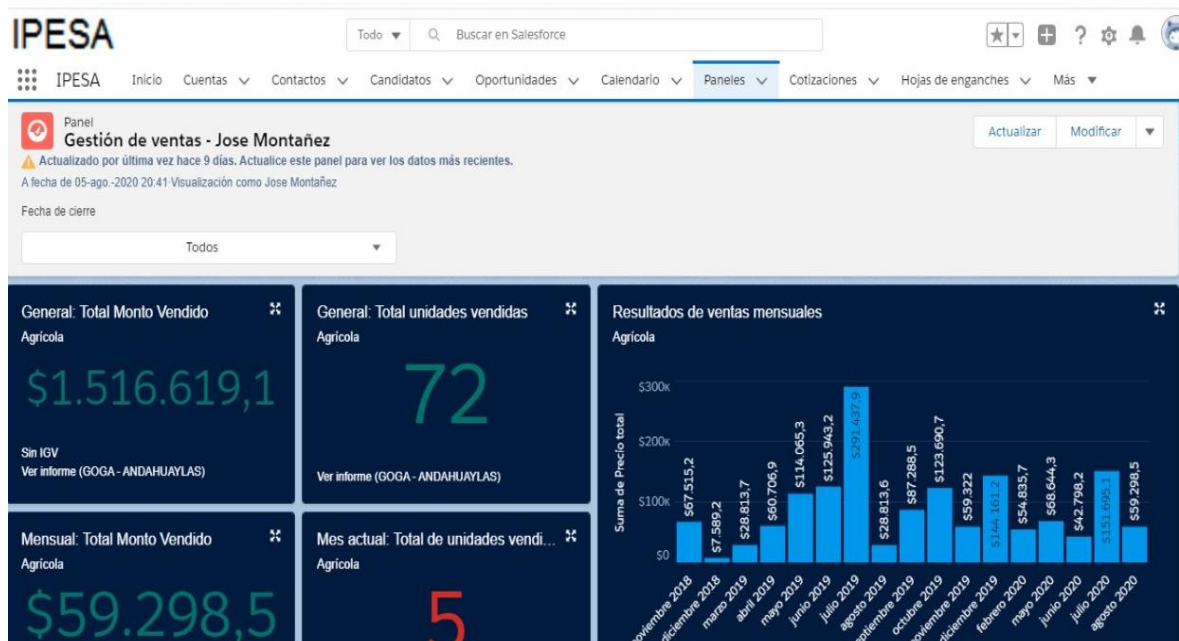 IPESA
Todo
Buscar en Salesforce
IPESA Inicio Cuentas Contactos Candidatos Oportunidades Calendario Paneles Cotizaciones Hojas de enganches Más
Panel
Gestión de ventas - Jose Montañez
Actualizado por última vez hace 9 días. Actualice este panel para ver los datos más recientes.
A fecha de 05-ago.-2020 20:41·Visualización como Jose Montañez
Actualizar Modificar
Fecha de cierre
Todos
General: Total Monto Vendido
Agrícola
$1.516.619,1
Sin IGV
Ver informe (GOGA - ANDAHUAYLAS)
General: Total unidades vendidas
Agrícola
72
Ver informe (GOGA - ANDAHUAYLAS)
Resultados de ventas mensuales
Agrícola
Suma de Precio total
$300K
$200K
$100K
$0
$67.515,2
$7.589,2
$28.813,7
$60.706,9
$114.065,3
$125.943,2
$291.437,9
$28.813,6
$87.288,5
$123.690,7
$59.322
$144.161,2
$54.835,7
$68.644,3
$42.798,2
$151.695,1
$59.298,5
noviembre 2018
diciembre 2018
marzo 2019
abril 2019
mayo 2019
junio 2019
julio 2019
agosto 2019
septiembre 2019
octubre 2019
noviembre 2019
diciembre 2019
febrero 2020
mayo 2020
junio 2020
julio 2020
agosto 2020
Mensual: Total Monto Vendido
Agrícola
$59.298,5
Mes actual: Total de unidades vendi...
Agrícola
5